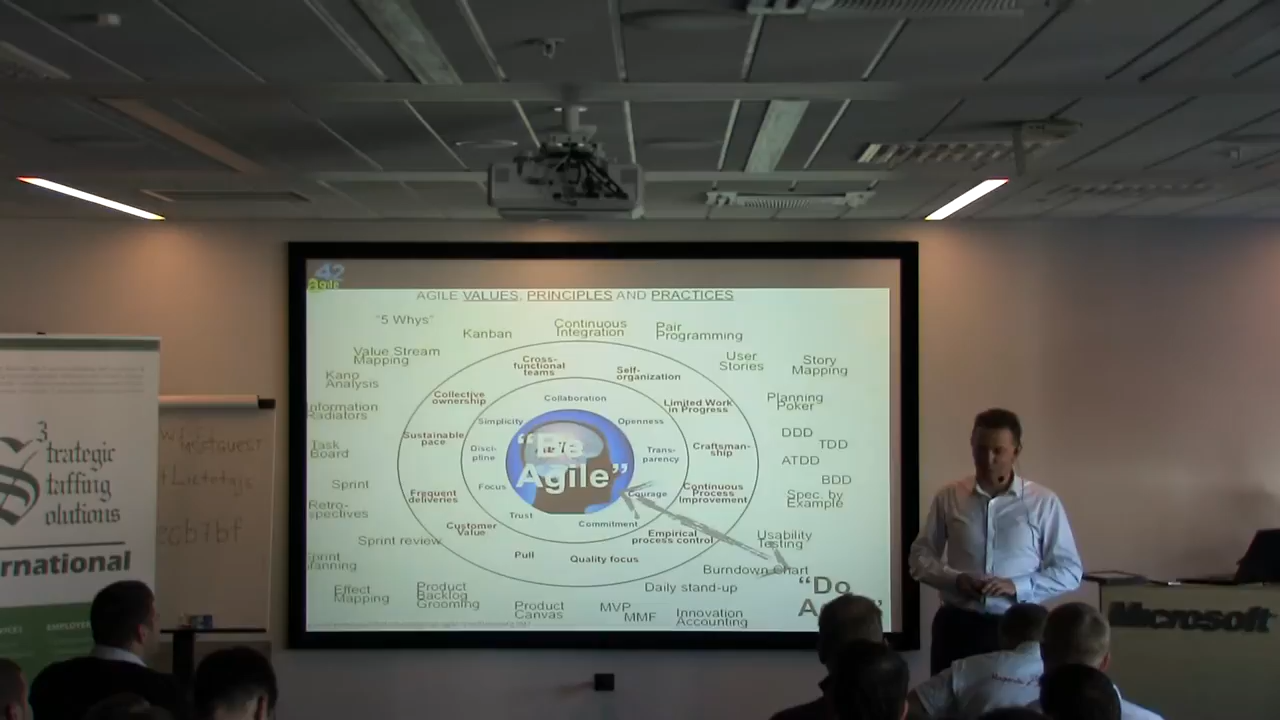 42
agile
AGILE VALUES, PRINCIPLES AND PRACTICES
"5 Whys"
Kanban
Continuous
Integration
Pair
Programming
Value Stream
Mapping
User
Stories
Story
Mapping
Kano
Analysis
Cross-
functional
teams
Self-
organization
Collective
ownership
Collaboration
Limited Work
in Progress
Planning
Poker
Information
Radiators
Simplicity
Openness
Sustainable
pace
"Be
Agile"
Craftsman-
ship
DDD
TDD
Task
Board
Disci-
pline
Trans-
parency
ATDD
BDD
Sprint
Frequent
deliveries
Focus
Courage
Continuous
Process
Improvement
Spec. by
Example
Retro-
spectives
Trust
Commitment
Customer
Value
Empirical
process control
Usability
Testing
Sprint review
Pull
Quality focus
Burndown Chart
Sprint
Planning
Effect
Mapping
Product
Backlog
Grooming
Daily stand-up
"Do
Product
Canvas
MVP
MMF
Innovation
Accounting
3
Strategic
Staffing
Solutions
rnational
Microsoft